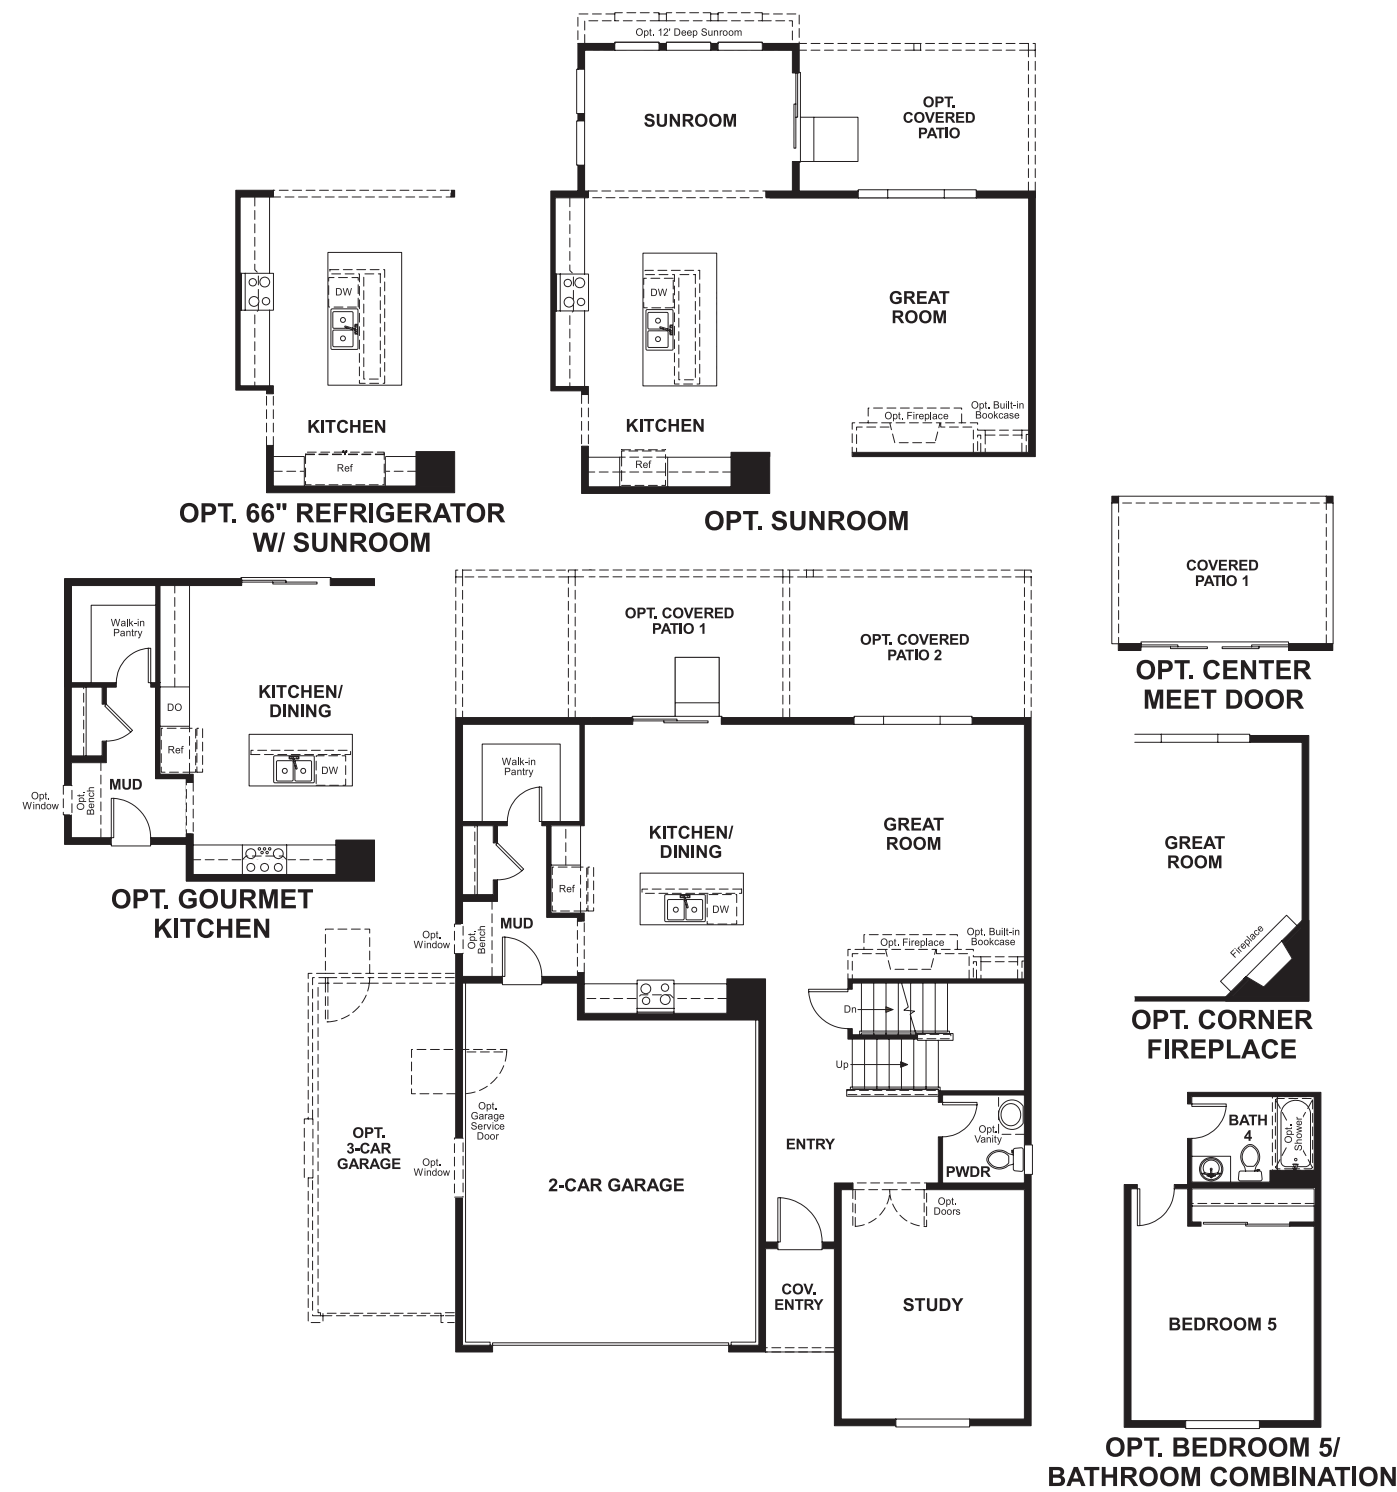 Opt. 12' Deep Sunroom
SUNROOM
OPT.
COVERED
PATIO
DW
KITCHEN
Ref
OPT. 66" REFRIGERATOR
W/ SUNROOM
DW
GREAT
ROOM
KITCHEN
Ref
Opt. Fireplace
Opt. Built-in
Bookcase
OPT. SUNROOM
COVERED
PATIO 1
OPT. CENTER
MEET DOOR
Walk-in
Pantry
KITCHEN/
DINING
DO
Ref
DW
MUD
Opt.
Bench
Opt.
Window
OPT. GOURMET
KITCHEN
OPT. COVERED
PATIO 1
OPT. COVERED
PATIO 2
Walk-in
Pantry
KITCHEN/
DINING
GREAT
ROOM
Ref
DW
MUD
Opt.
Bench
Opt.
Window
Opt. Fireplace
Opt. Built-in
Bookcase
Dn
Up
Opt.
Garage
Service
Door
OPT.
3-CAR
GARAGE
Opt.
Window
2-CAR GARAGE
ENTRY
Opt.
Vanity
PWDR
Opt.
Doors
COV.
ENTRY
STUDY
GREAT
ROOM
Fireplace
OPT. CORNER
FIREPLACE
BATH
4
Opt.
Shower
BEDROOM 5
OPT. BEDROOM 5/
BATHROOM COMBINATION